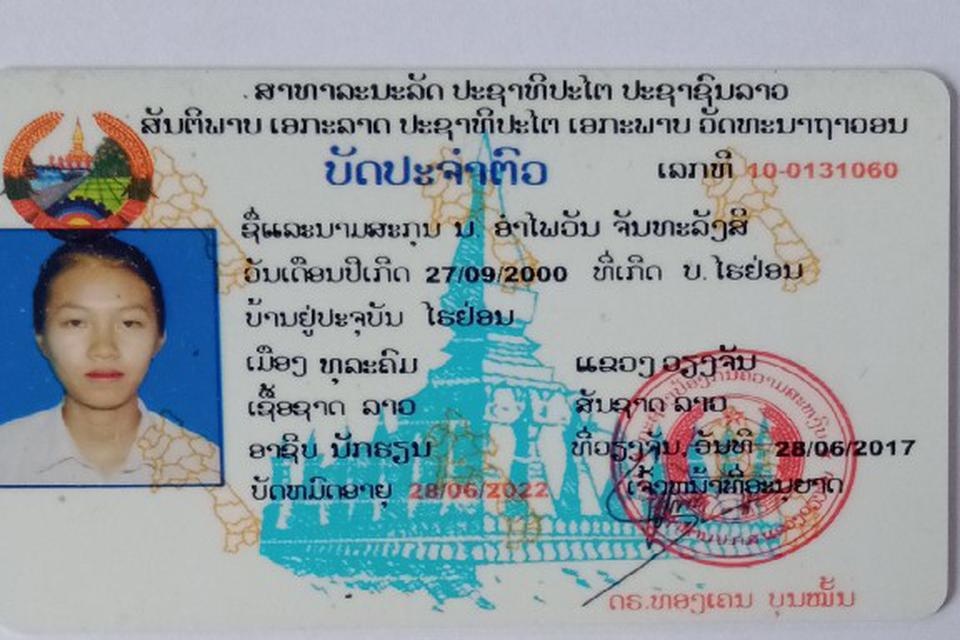 ສາທາລະນະລັດ ປະຊາທິປະໄຕ ປະຊາຊົນລາວ
ສັນຕິພາບ ເອກະລາດ ປະຊາທິປະໄຕ ເອກະພາບ ວັດທະນາຖາວອນ
ບັດປະຈຳຕົວ ເລກທີ 10-0131060
ຊື່ແລະນາມສະກຸນ ນ. ອຳໄພວັນ ຈັນທະລັງສີ
ວັນເດືອນປີເກີດ 27/09/2000 ທີ່ເກີດ ບ. ໄຮຢ່ອນ
ບ້ານຢູ່ປະຈຸບັນ ໄຮຢ່ອນ
ເມືອງ ທຸລະຄົມ ແຂວງ ວຽງຈັນ
ເຊື້ອຊາດ ລາວ ສັນຊາດ ລາວ
ອາຊີບ ນັກຮຽນ ທີ່ວຽງຈັນ, ວັນທີ 28/06/2017
ບັດຫມົດອາຍຸ 28/06/2022 ເຈົ້າຫນ້າທີ່ອະນຸຍາດ
ດຣ.ທອງເຄນ ບຸນໝັ້ນ